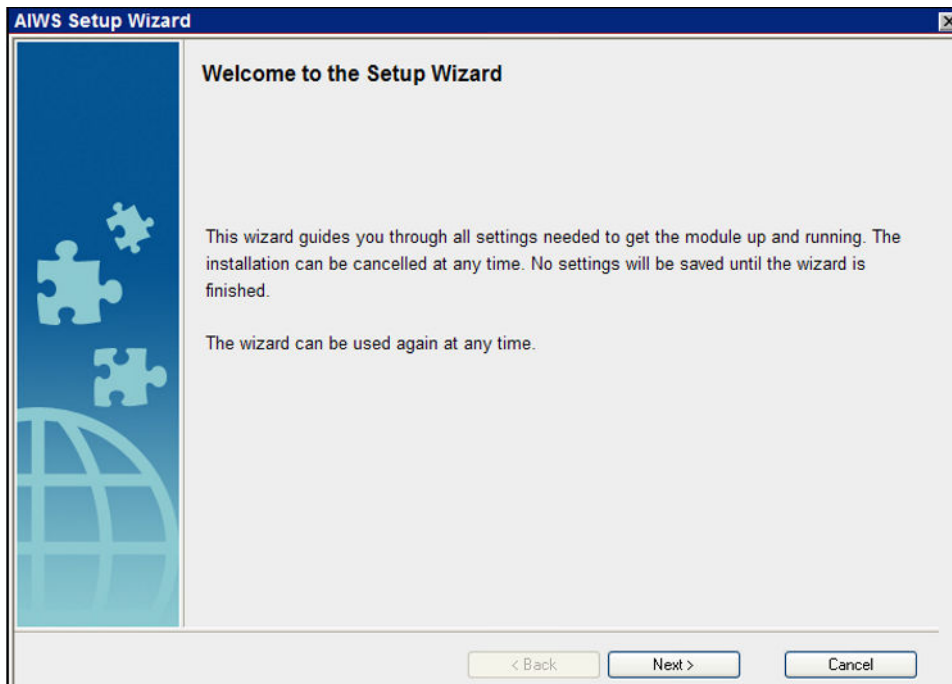 AIWS Setup Wizard
Welcome to the Setup Wizard
This wizard guides you through all settings needed to get the module up and running. The
installation can be cancelled at any time. No settings will be saved until the wizard is
finished.
The wizard can be used again at any time.
< Back Next > Cancel